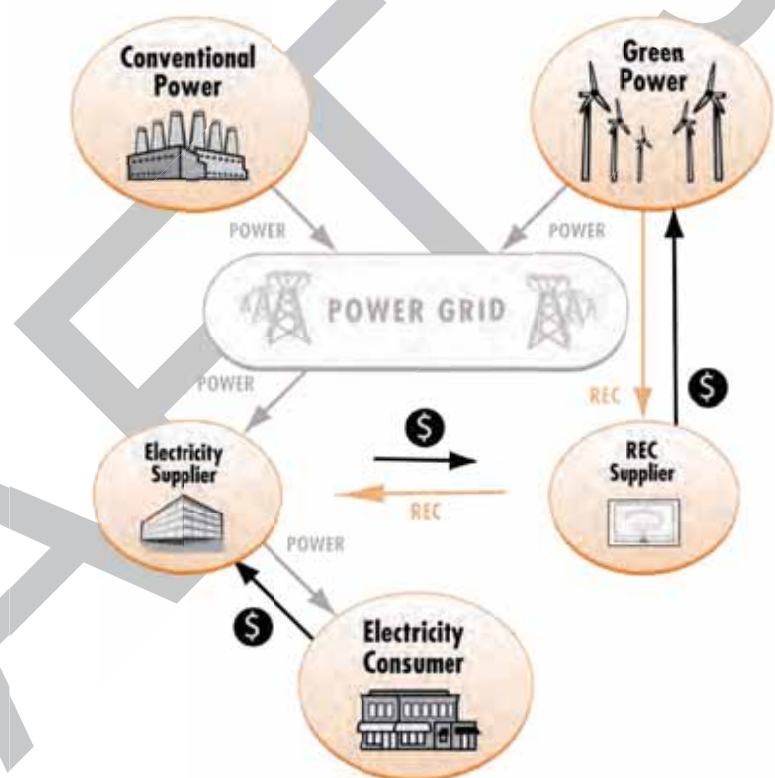 Conventional
Power
Green
Power
POWER
POWER
POWER GRID
POWER
$
REC
$
Electricity
Supplier
REC
Supplier
REC
POWER
$
Electricity
Consumer